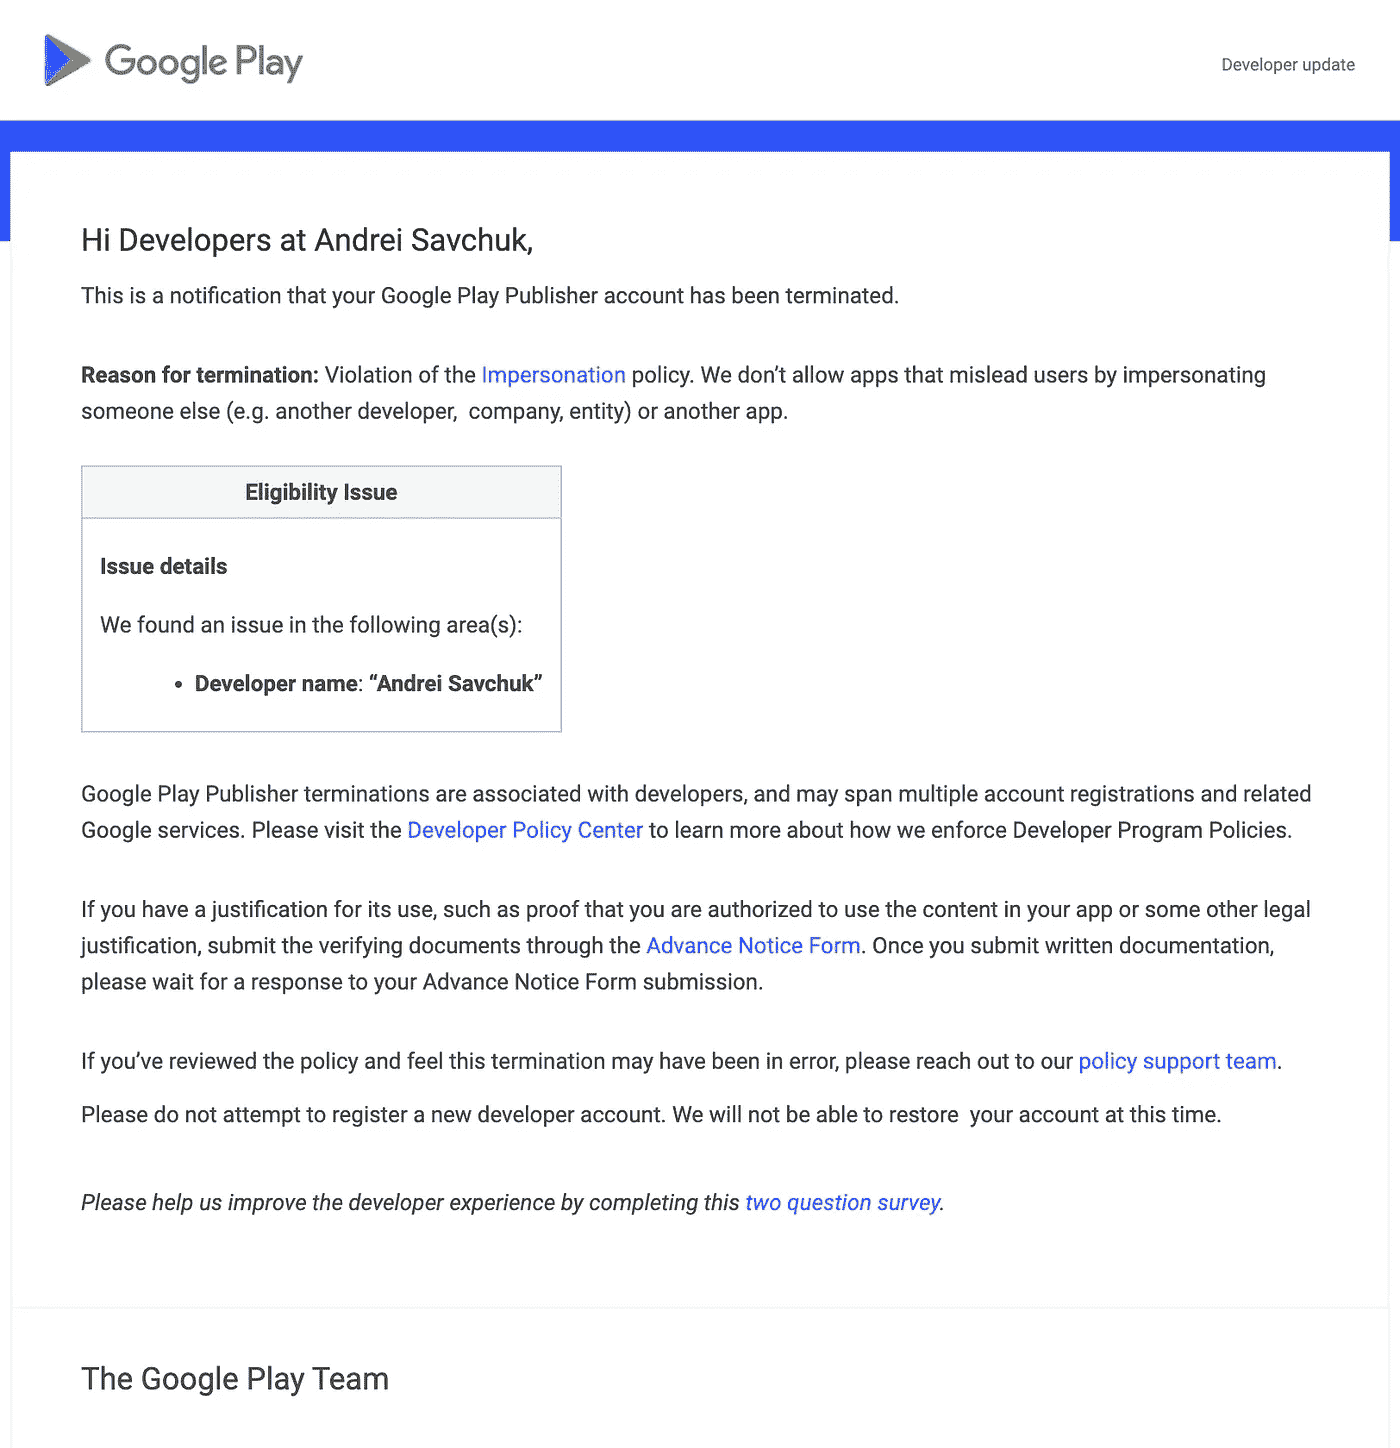 Google Play
Developer update
Hi Developers at Andrei Savchuk,
This is a notification that your Google Play Publisher account has been terminated.
Reason for termination: Violation of the Impersonation policy. We don’t allow apps that mislead users by impersonating
someone else (e.g. another developer,  company, entity) or another app.
Eligibility Issue
Issue details
We found an issue in the following area(s):
• Developer name: “Andrei Savchuk”
Google Play Publisher terminations are associated with developers, and may span multiple account registrations and related
Google services. Please visit the Developer Policy Center to learn more about how we enforce Developer Program Policies.
If you have a justification for its use, such as proof that you are authorized to use the content in your app or some other legal
justification, submit the verifying documents through the Advance Notice Form. Once you submit written documentation,
please wait for a response to your Advance Notice Form submission.
If you’ve reviewed the policy and feel this termination may have been in error, please reach out to our policy support team.
Please do not attempt to register a new developer account. We will not be able to restore  your account at this time.
Please help us improve the developer experience by completing this two question survey.
The Google Play Team